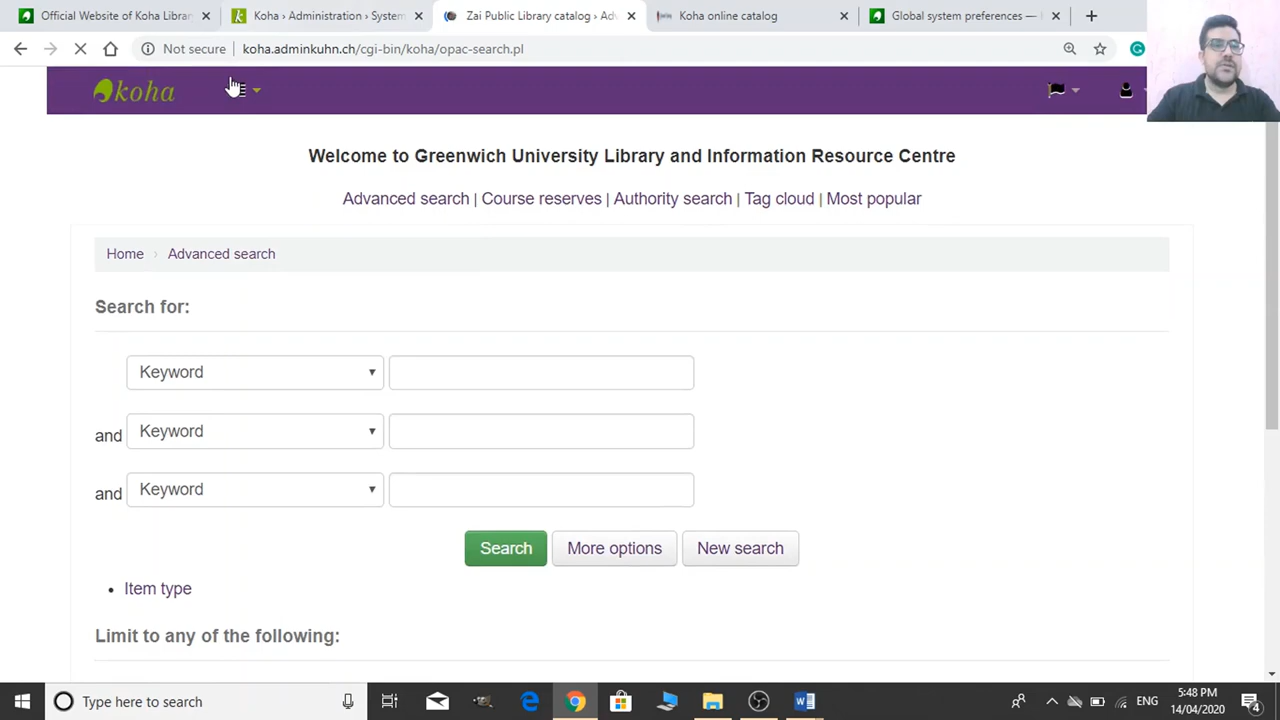 Official Website of Koha Librar
Koha › Administration › System
Zai Public Library catalog › Adv
Koha online catalog
Global system preferences — K
Not secure
koha.adminkuhn.ch/cgi-bin/koha/opac-search.pl
koha
Welcome to Greenwich University Library and Information Resource Centre
Advanced search | Course reserves | Authority search | Tag cloud | Most popular
Home › Advanced search
Search for:
Keyword
and Keyword
and Keyword
Search More options New search
• Item type
Limit to any of the following:
Type here to search
ENG
5:48 PM
14/04/2020
4